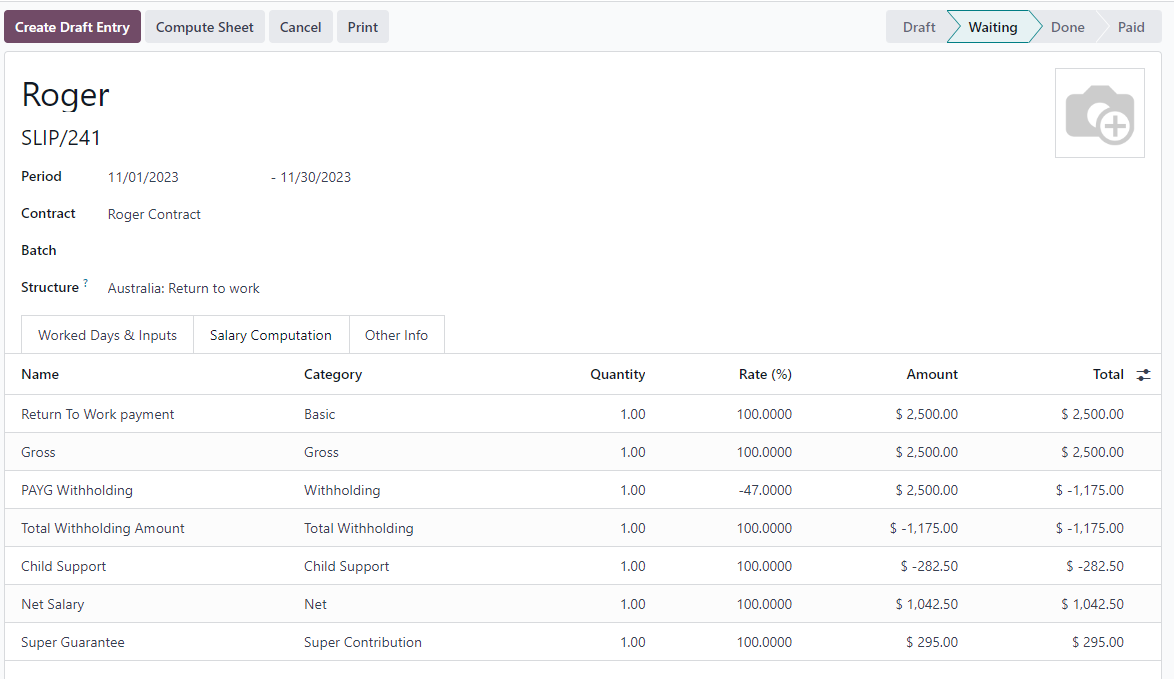 Create Draft Entry Compute Sheet Cancel Print Draft Waiting Done Paid
Roger
SLIP/241
Period 11/01/2023 - 11/30/2023
Contract Roger Contract
Batch
Structure ? Australia: Return to work
Worked Days & Inputs Salary Computation Other Info
Name Category Quantity Rate (%) Amount Total
Return To Work payment Basic 1.00 100.0000 $ 2,500.00 $ 2,500.00
Gross Gross 1.00 100.0000 $ 2,500.00 $ 2,500.00
PAYG Withholding Withholding 1.00 -47.0000 $ 2,500.00 $ -1,175.00
Total Withholding Amount Total Withholding 1.00 100.0000 $ -1,175.00 $ -1,175.00
Child Support Child Support 1.00 100.0000 $ -282.50 $ -282.50
Net Salary Net 1.00 100.0000 $ 1,042.50 $ 1,042.50
Super Guarantee Super Contribution 1.00 100.0000 $ 295.00 $ 295.00